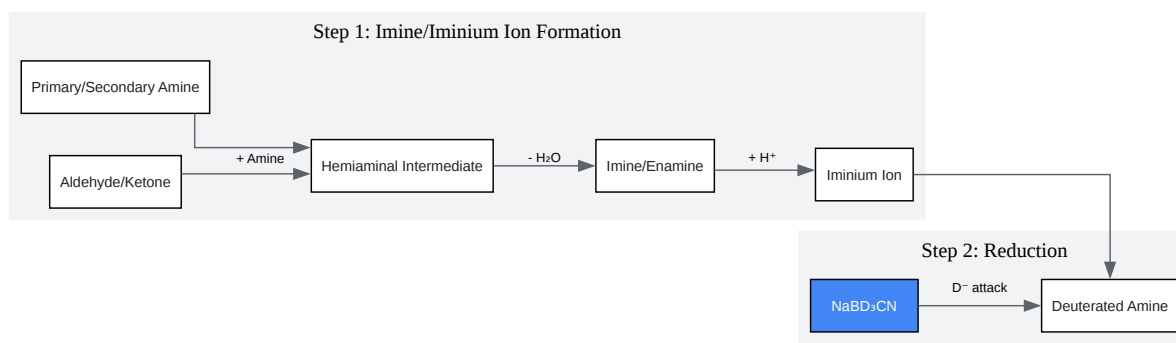 Step 1: Imine/Iminium Ion Formation
Primary/Secondary Amine
+ Amine
Aldehyde/Ketone
Hemiaminal Intermediate
- H₂O
Imine/Enamine
+ H⁺
Iminium Ion
Step 2: Reduction
NaBD₃CN
D⁻ attack
Deuterated Amine